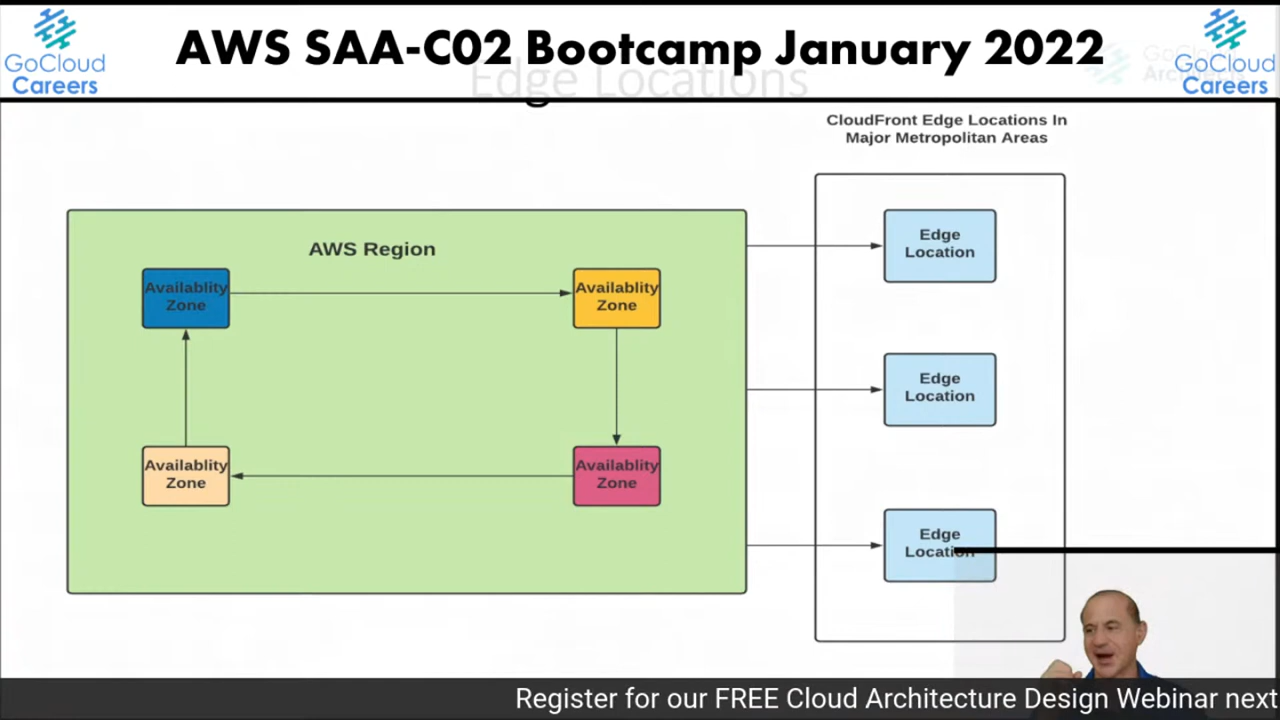 GoCloud
Careers
AWS SAA-C02 Bootcamp January 2022
GoCloud
Careers
GoCloud
Architects
Edge Locations
CloudFront Edge Locations In
Major Metropolitan Areas
AWS Region
Availablity
Zone
Availablity
Zone
Availablity
Zone
Availablity
Zone
Edge
Location
Edge
Location
Edge
Location
Register for our FREE Cloud Architecture Design Webinar next